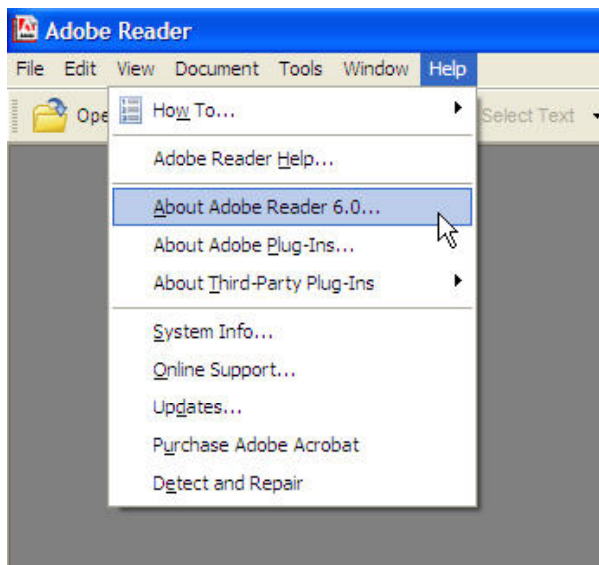 Adobe Reader
File Edit View Document Tools Window Help
Ope
Select Text
How To...
Adobe Reader Help...
About Adobe Reader 6.0...
About Adobe Plug-Ins...
About Third-Party Plug-Ins
System Info...
Online Support...
Updates...
Purchase Adobe Acrobat
Detect and Repair